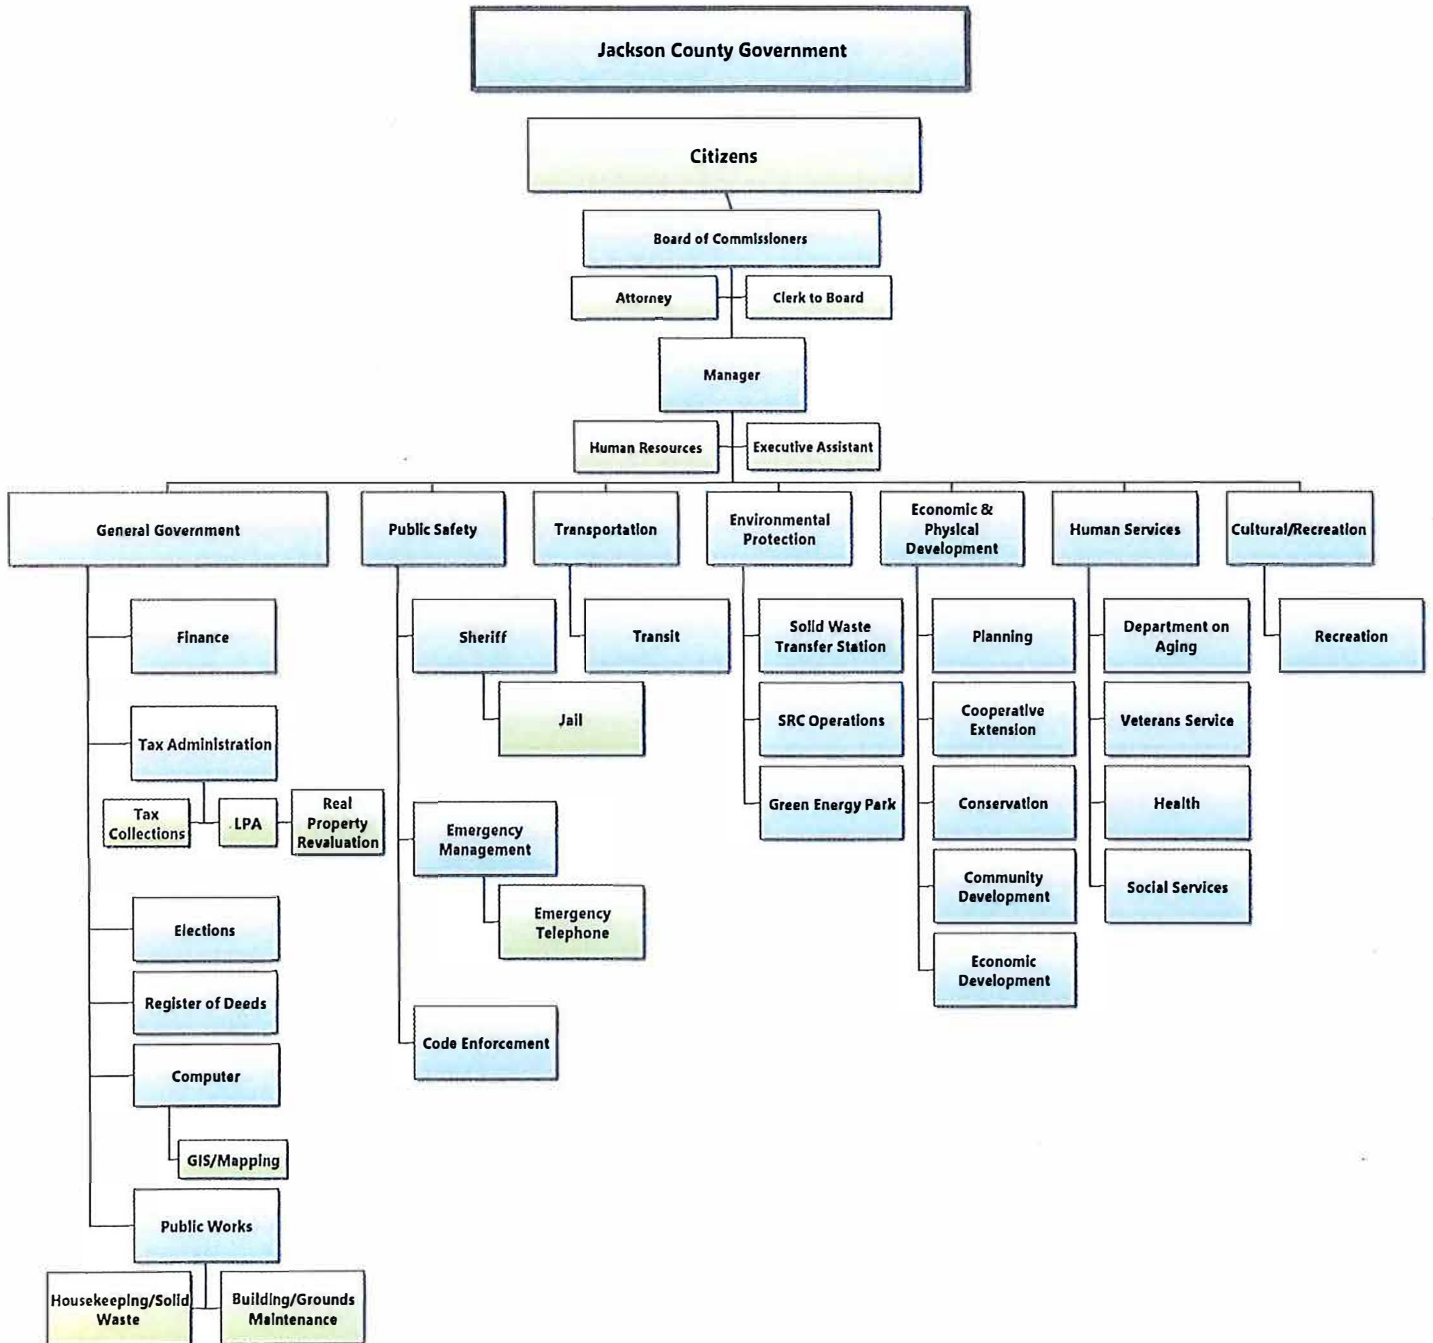 Jackson County Government
Citizens
Board of Commissioners
Attorney
Clerk to Board
Manager
Human Resources
Executive Assistant
General Government
Public Safety
Transportation
Environmental
Protection
Economic &
Physical
Development
Human Services
Cultural/Recreation
Finance
Tax Administration
Tax
Collections
LPA
Real
Property
Revaluation
Elections
Register of Deeds
Computer
GIS/Mapping
Public Works
Housekeeping/Solid
Waste
Building/Grounds
Maintenance
Sheriff
Jail
Emergency
Management
Emergency
Telephone
Code Enforcement
Transit
Solid Waste
Transfer Station
SRC Operations
Green Energy Park
Planning
Cooperative
Extension
Conservation
Community
Development
Economic
Development
Department on
Aging
Veterans Service
Health
Social Services
Recreation